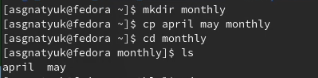 [asgnatyuk@fedora ~]$ mkdir monthly
[asgnatyuk@fedora ~]$ cp april may monthly
[asgnatyuk@fedora ~]$ cd monthly
[asgnatyuk@fedora monthly]$ ls
april  may